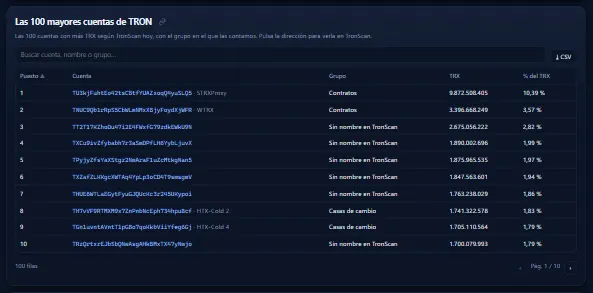 Las 100 mayores cuentas de TRON
Las 100 cuentas con más TRX según TronScan hoy, con el grupo en el que las contamos. Pulsa la dirección para verla en TronScan.
Buscar cuenta, nombre o grupo...
↓ CSV
Puesto Cuenta Grupo TRX % del TRX
1 · STRXProxy Contratos 9.872.508.405 10,39 %
2 · WTRX Contratos 3.396.668.249 3,57 %
3 Sin nombre en TronScan 2.675.056.222 2,82 %
4 Sin nombre en TronScan 1.890.002.696 1,99 %
5 Sin nombre en TronScan 1.875.965.535 1,97 %
6 Sin nombre en TronScan 1.847.563.601 1,94 %
7 Sin nombre en TronScan 1.763.238.029 1,86 %
8 · HTX-Cold 2 Casas de cambio 1.741.322.578 1,83 %
9 · HTX-Cold 4 Casas de cambio 1.705.110.564 1,79 %
10 Sin nombre en TronScan 1.700.079.993 1,79 %
100 filas
Pág. 1 / 10